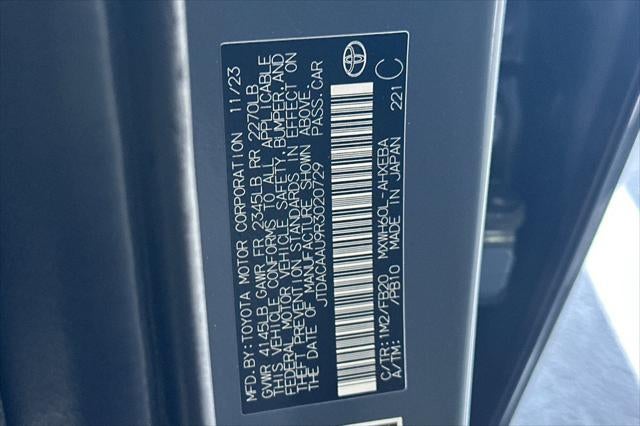 MFD.BY:TOYOTA MOTOR CORPORATION 11/23
GVWR 4145LB GAWR FR 2345LB RR 2270LB
THIS VEHICLE CONFORMS TO ALL APPLICABLE
FEDERAL MOTOR VEHICLE SAFETY,BUMPER,AND
THEFT PREVENTION STANDARDS IN EFFECT ON
THE DATE OF MANUFACTURE SHOWN ABOVE.
JTDACAAU9R3020729 PASS.CAR
C/TR:1M2/FB20 MXWH60L-AHXEBA
A/TM: /PB10 MADE IN JAPAN 221 C